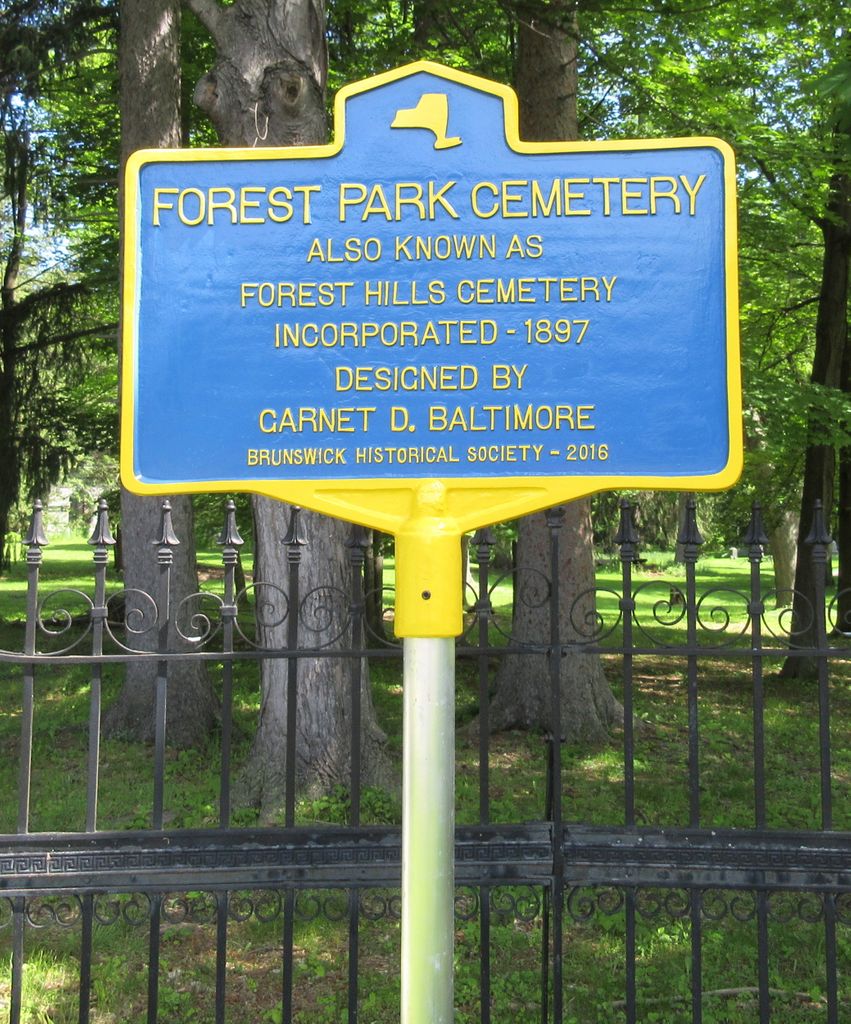 FOREST PARK CEMETERY
ALSO KNOWN AS
FOREST HILLS CEMETERY
INCORPORATED - 1897
DESIGNED BY
GARNET D. BALTIMORE
BRUNSWICK HISTORICAL SOCIETY - 2016